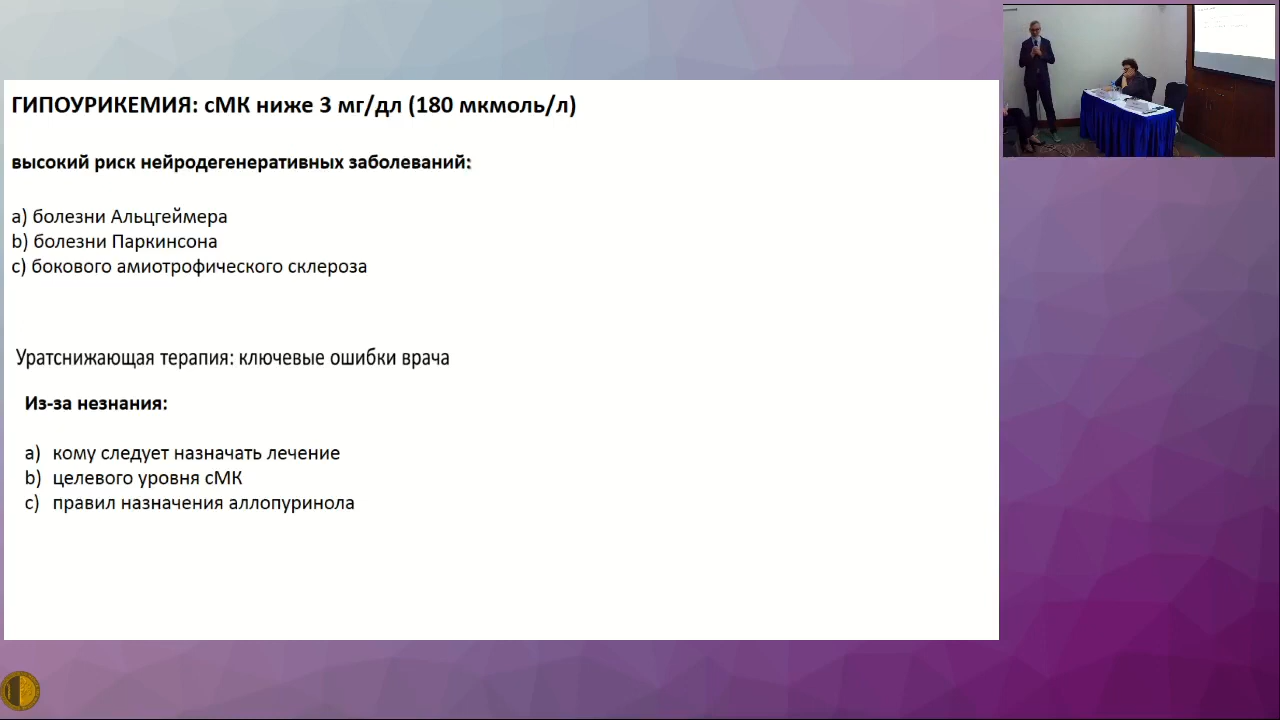 ГИПОУРИКЕМИЯ: сМК ниже 3 мг/дл (180 мкмоль/л)
высокий риск нейродегенеративных заболеваний:
a) болезни Альцгеймера
b) болезни Паркинсона
c) бокового амиотрофического склероза
Уратснижающая терапия: ключевые ошибки врача
Из-за незнания:
a) кому следует назначать лечение
b) целевого уровня сМК
c) правил назначения аллопуринола